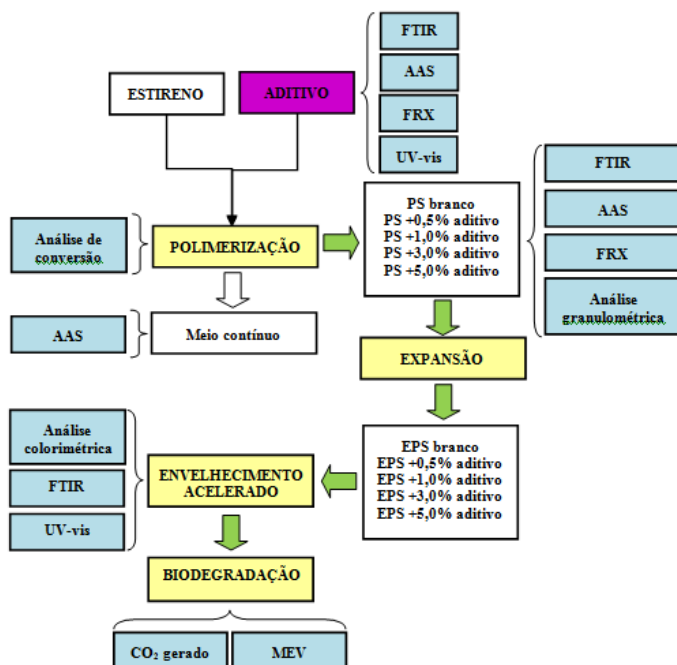 FTIR
AAS
FRX
UV-vis
ESTIRENO
ADITIVO
FTIR
AAS
FRX
Análise
granulométrica
PS branco
PS +0,5% aditivo
PS +1,0% aditivo
PS +3,0% aditivo
PS +5,0% aditivo
Análise de
conversão
POLIMERIZAÇÃO
AAS
Meio contínuo
EXPANSÃO
Análise
colorimétrica
FTIR
UV-vis
ENVELHECIMENTO
ACELERADO
EPS branco
EPS +0,5% aditivo
EPS +1,0% aditivo
EPS +3,0% aditivo
EPS +5,0% aditivo
BIODEGRADAÇÃO
CO₂ gerado
MEV